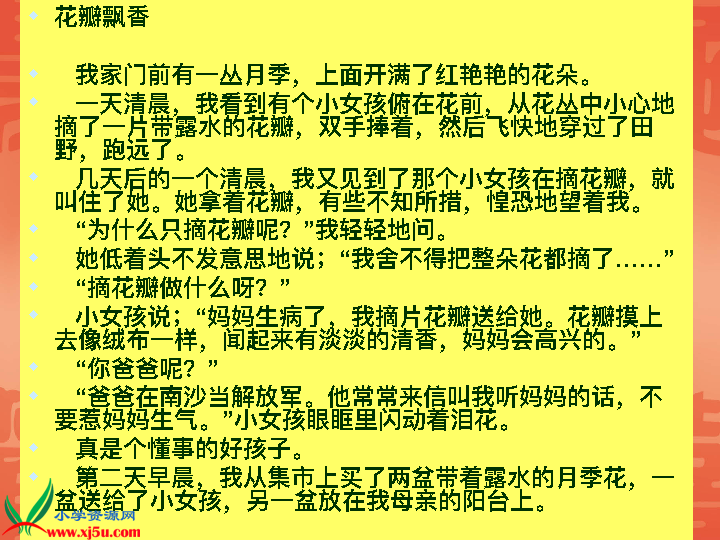 花瓣飘香
我家门前有一丛月季，上面开满了红艳艳的花朵。
一天清晨，我看到有个小女孩俯在花前，从花丛中小心地
摘了一片带露水的花瓣，双手捧着，然后飞快地穿过了田
野，跑远了。
几天后的一个清晨，我又见到了那个小女孩在摘花瓣，就
叫住了她。她拿着花瓣，有些不知所措，惶恐地望着我。
“为什么只摘花瓣呢？”我轻轻地问。
她低着头不发意思地说；“我舍不得把整朵花都摘了……”
“摘花瓣做什么呀？”
小女孩说；“妈妈生病了，我摘片花瓣送给她。花瓣摸上
去像绒布一样，闻起来有淡淡的清香，妈妈会高兴的。”
“你爸爸呢？”
“爸爸在南沙当解放军。他常常来信叫我听妈妈的话，不
要惹妈妈生气。”小女孩眼眶里闪动着泪花。
真是个懂事的好孩子。
第二天早晨，我从集市上买了两盆带着露水的月季花，一
盆送给了小女孩，另一盆放在我母亲的阳台上。
小学资源网
www.xj5u.com